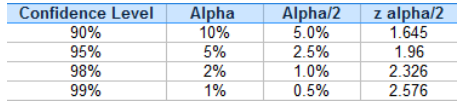 Confidence Level Alpha Alpha/2 z alpha/2
90% 10% 5.0% 1.645
95% 5% 2.5% 1.96
98% 2% 1.0% 2.326
99% 1% 0.5% 2.576